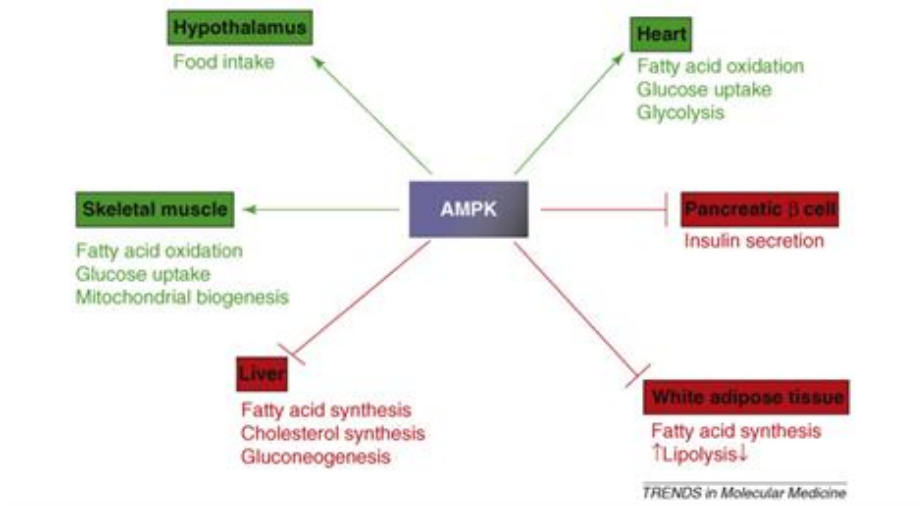 Hypothalamus
Food intake
Heart
Fatty acid oxidation
Glucose uptake
Glycolysis
AMPK
Skeletal muscle
Fatty acid oxidation
Glucose uptake
Mitochondrial biogenesis
Pancreatic β cell
Insulin secretion
Liver
Fatty acid synthesis
Cholesterol synthesis
Gluconeogenesis
White adipose tissue
Fatty acid synthesis
↑Lipolysis↓
TRENDS in Molecular Medicine